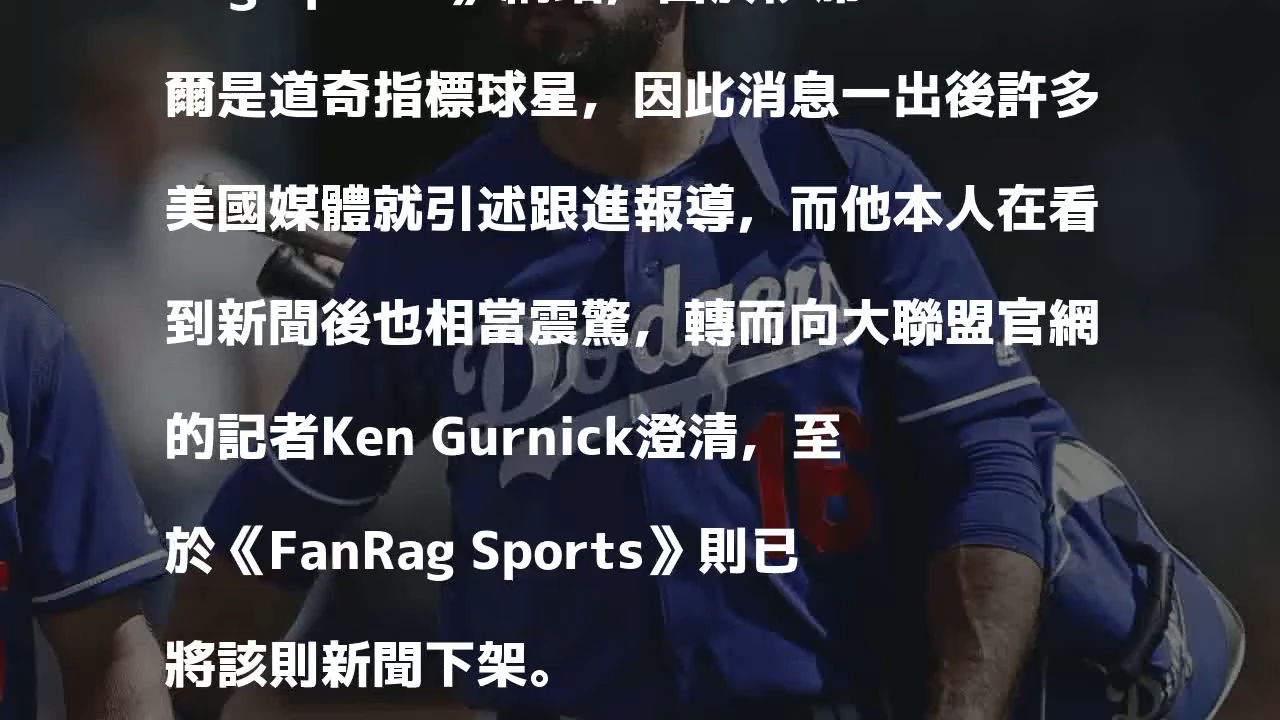 爾是道奇指標球星，因此消息一出後許多
美國媒體就引述跟進報導，而他本人在看
到新聞後也相當震驚，轉而向大聯盟官網
的記者Ken Gurnick澄清，至
於《FanRag Sports》則已
將該則新聞下架。
Dodgers
16